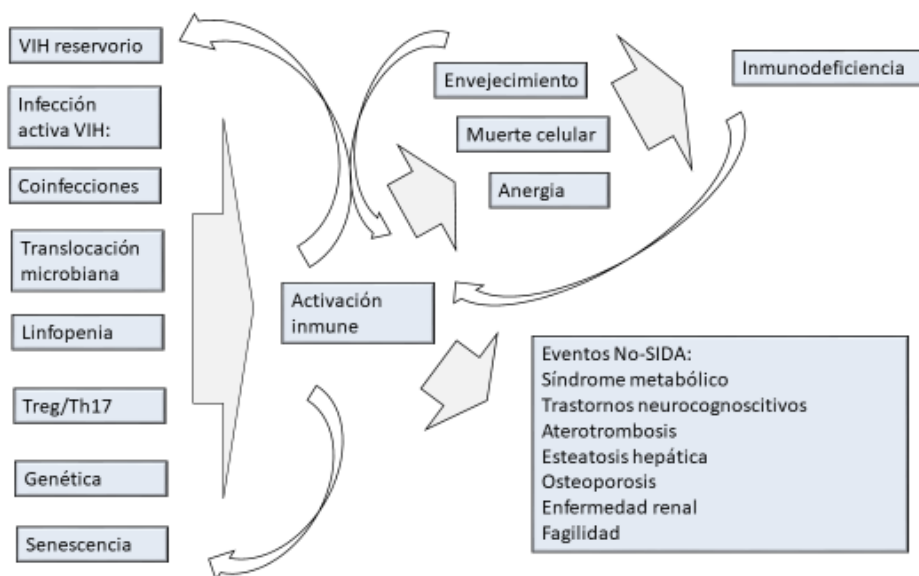 VIH reservorio
Infección
activa VIH:
Coinfecciones
Translocación
microbiana
Linfopenia
Treg/Th17
Genética
Senescencia
Activación
inmune
Envejecimiento
Muerte celular
Anergia
Inmunodeficiencia
Eventos No-SIDA:
Síndrome metabólico
Trastornos neurocognoscitivos
Aterotrombosis
Esteatosis hepática
Osteoporosis
Enfermedad renal
Fagilidad